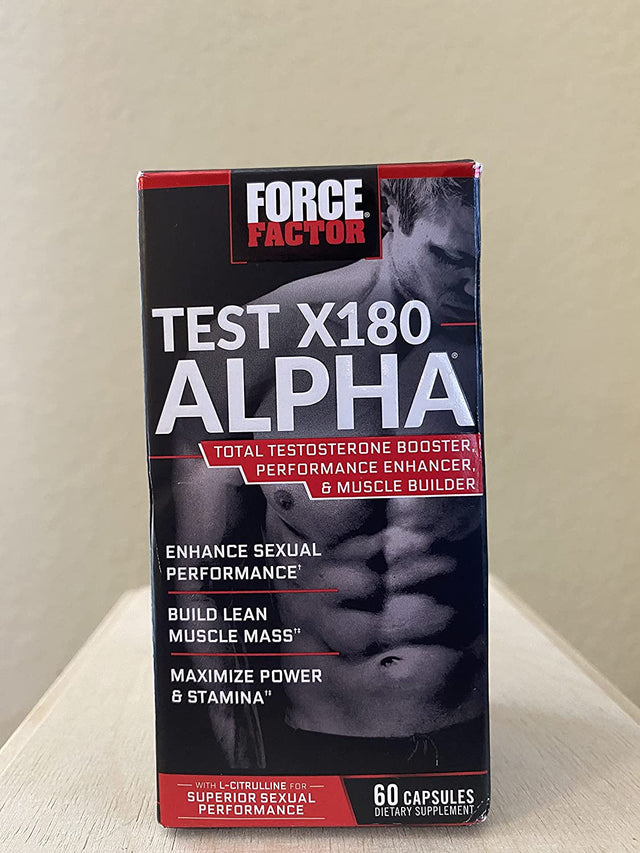 FORCE®
FACTOR
TEST X180
ALPHA®
TOTAL TESTOSTERONE BOOSTER,
PERFORMANCE ENHANCER,
& MUSCLE BUILDER
ENHANCE SEXUAL
PERFORMANCE†
BUILD LEAN
MUSCLE MASS†‡
MAXIMIZE POWER
& STAMINA†‡
WITH L-CITRULLINE FOR
SUPERIOR SEXUAL
PERFORMANCE
60 CAPSULES
DIETARY SUPPLEMENT